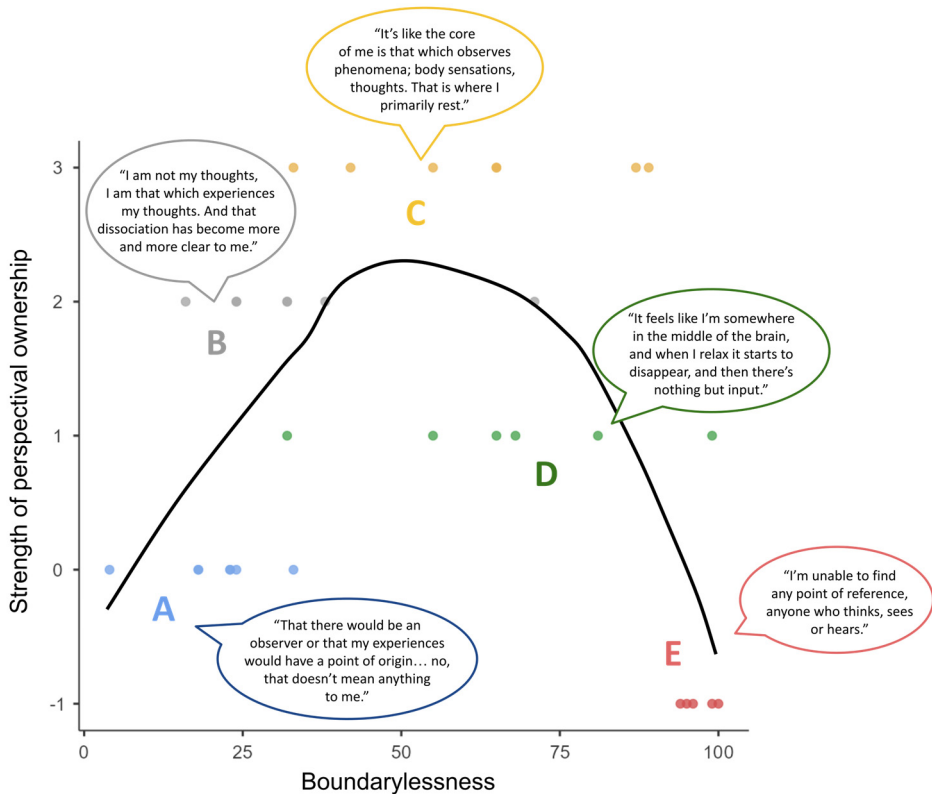 “It’s like the core
of me is that which observes
phenomena; body sensations,
thoughts. That is where I
primarily rest.”
“I am not my thoughts,
I am that which experiences
my thoughts. And that
dissociation has become more
and more clear to me.”
3
C
2
B
“It feels like I’m somewhere
in the middle of the brain,
and when I relax it starts to
disappear, and then there’s
nothing but input.”
Strength of perspectival ownership
1
D
0
A
“I’m unable to find
any point of reference,
anyone who thinks, sees
or hears.”
“That there would be an
observer or that my experiences
would have a point of origin… no,
that doesn’t mean anything
to me.”
E
-1
0 25 50 75 100
Boundarylessness